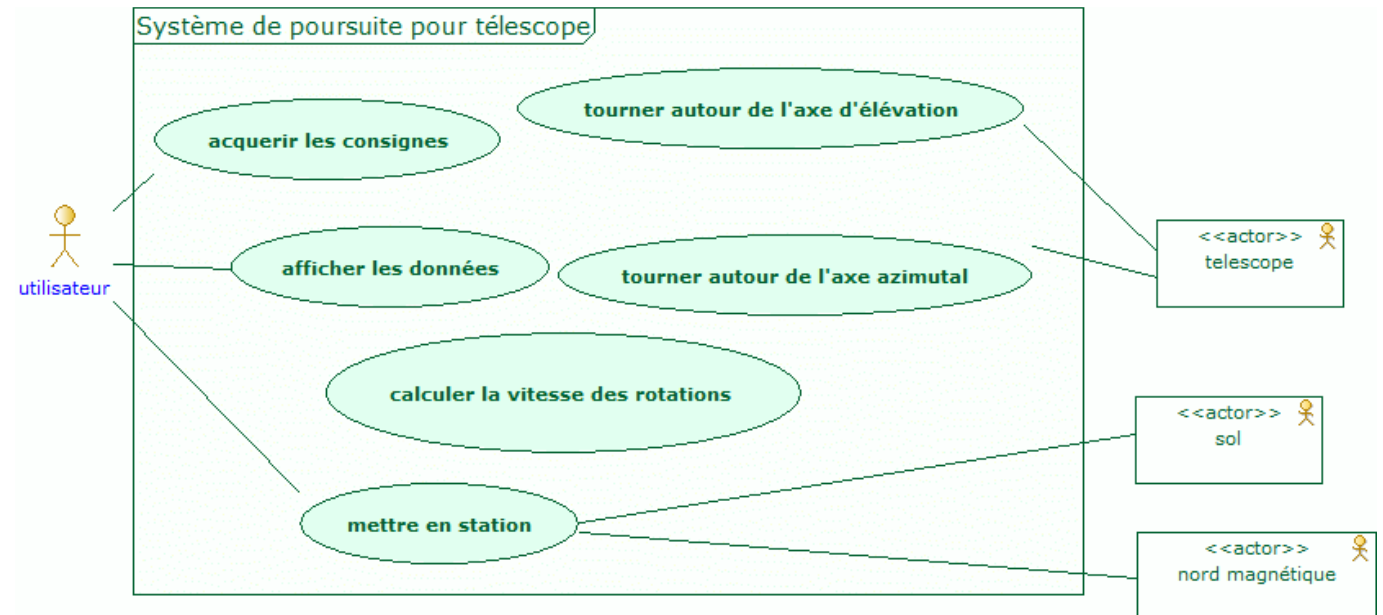 Système de poursuite pour télescope
tourner autour de l'axe d'élévation
acquerir les consignes
<<actor>>
telescope
afficher les données
tourner autour de l'axe azimutal
utilisateur
calculer la vitesse des rotations
<<actor>>
sol
mettre en station
<<actor>>
nord magnétique